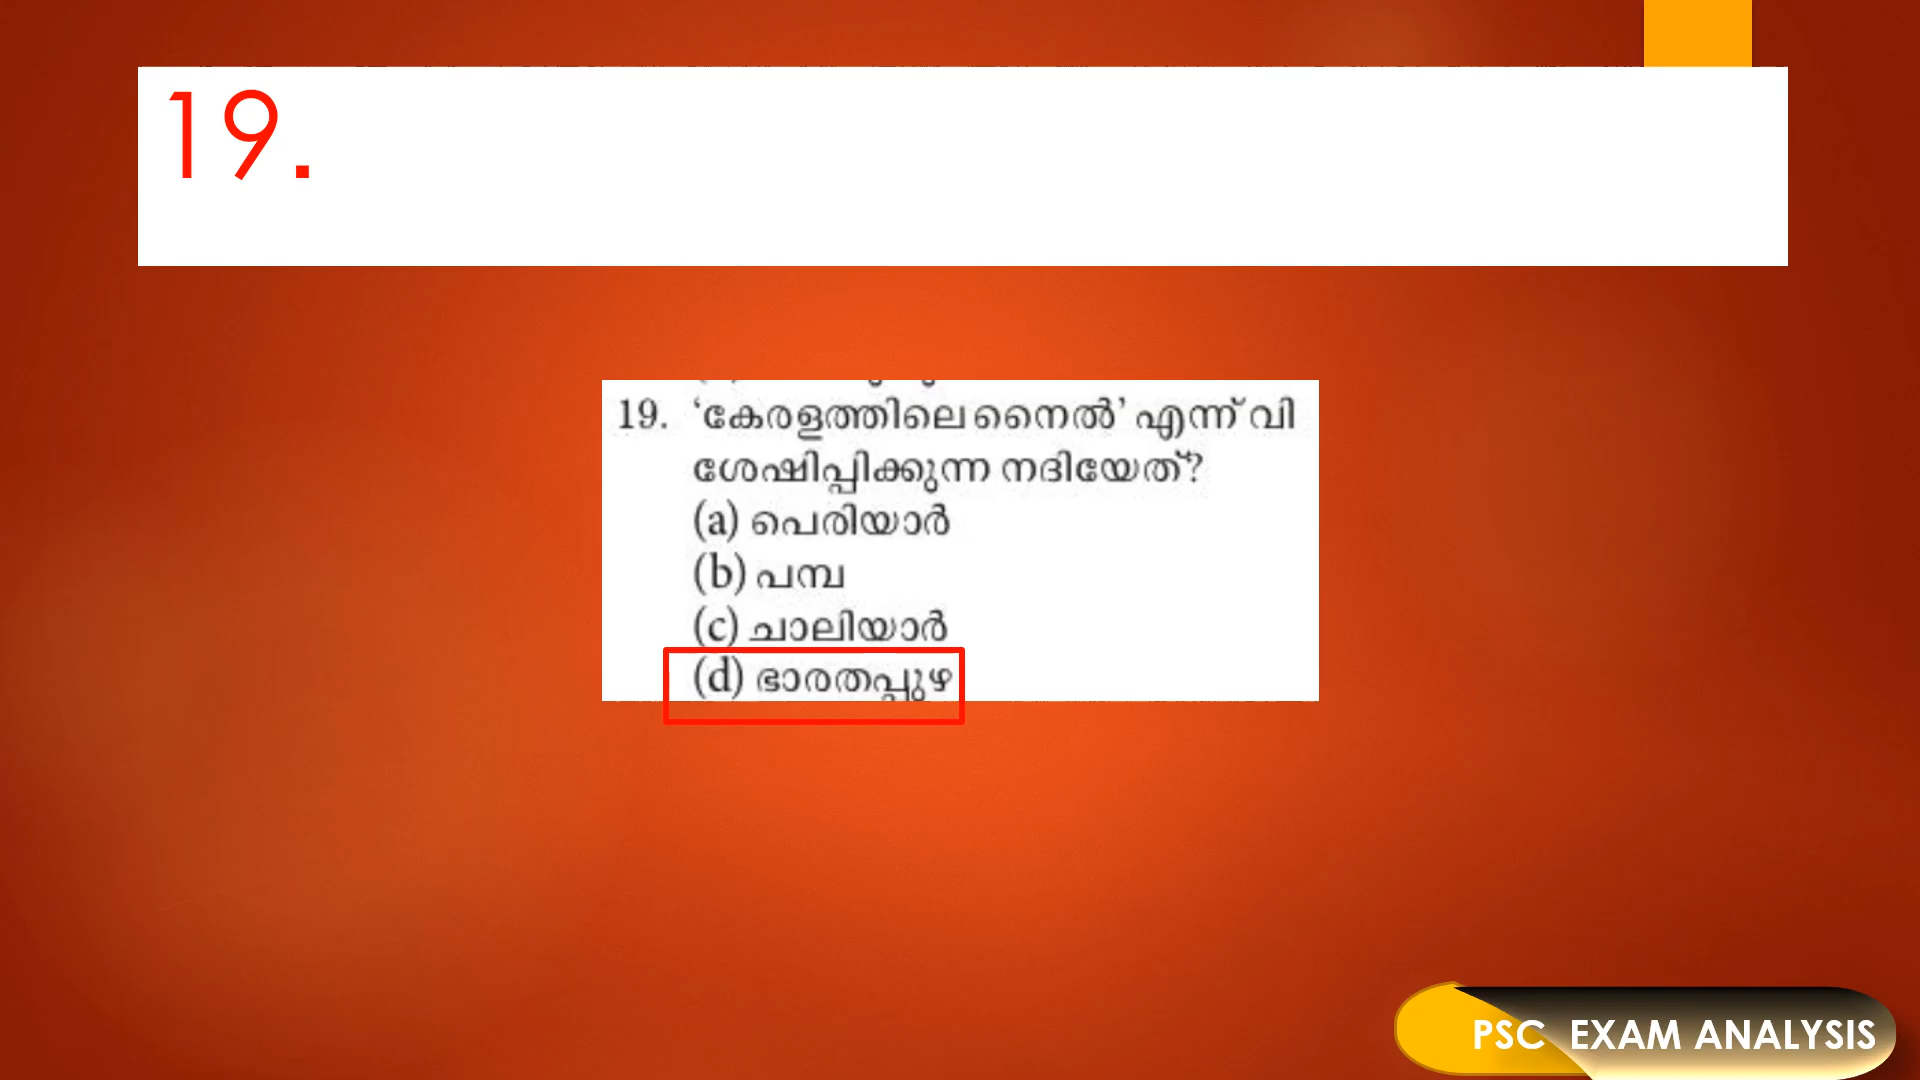 19.
19. ‘കേരളത്തിലെ നൈൽ’ എന്ന് വി
ശേഷിപ്പിക്കുന്ന നദിയേത്?
(a) പെരിയാർ
(b) പമ്പ
(c) ചാലിയാർ
(d) ഭാരതപ്പുഴ
PSC EXAM ANALYSIS